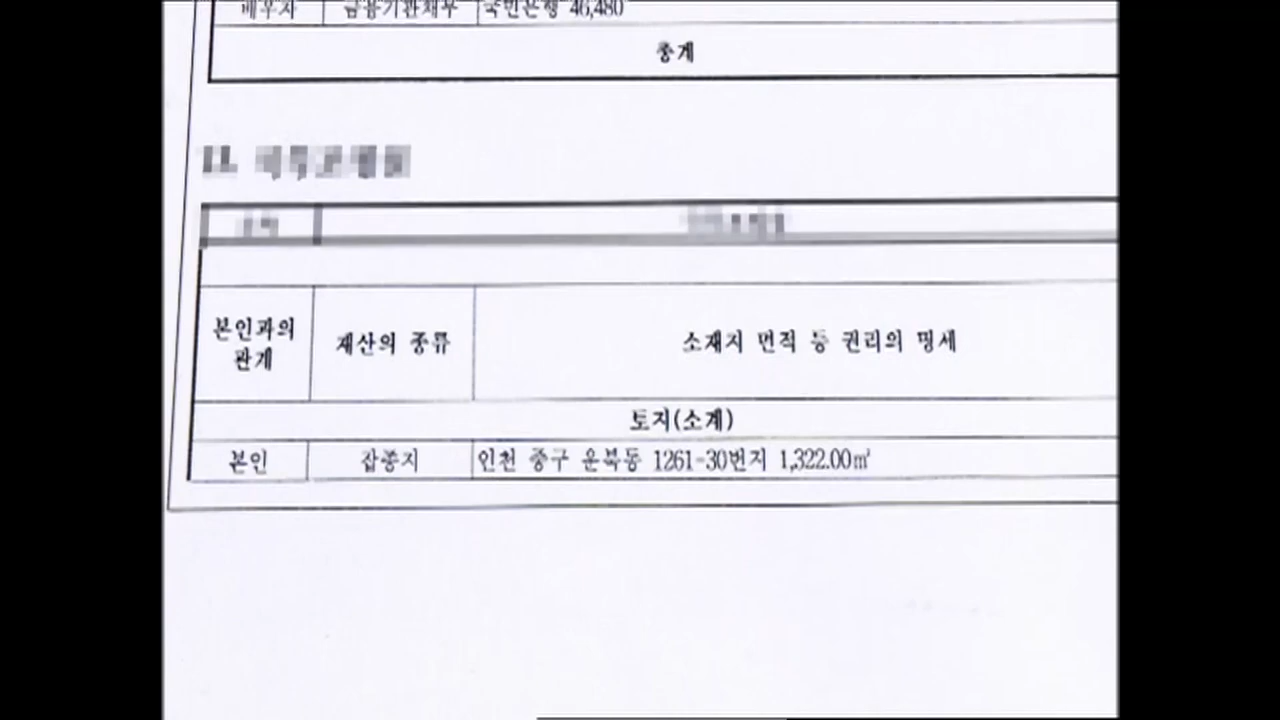 배우자 금융기관채무 국민은행 46,480
총계
본인과의 관계 재산의 종류 소재지 면적 등 권리의 명세
토지(소계)
본인 잡종지 인천 중구 운북동 1261-30번지 1,322.00㎡